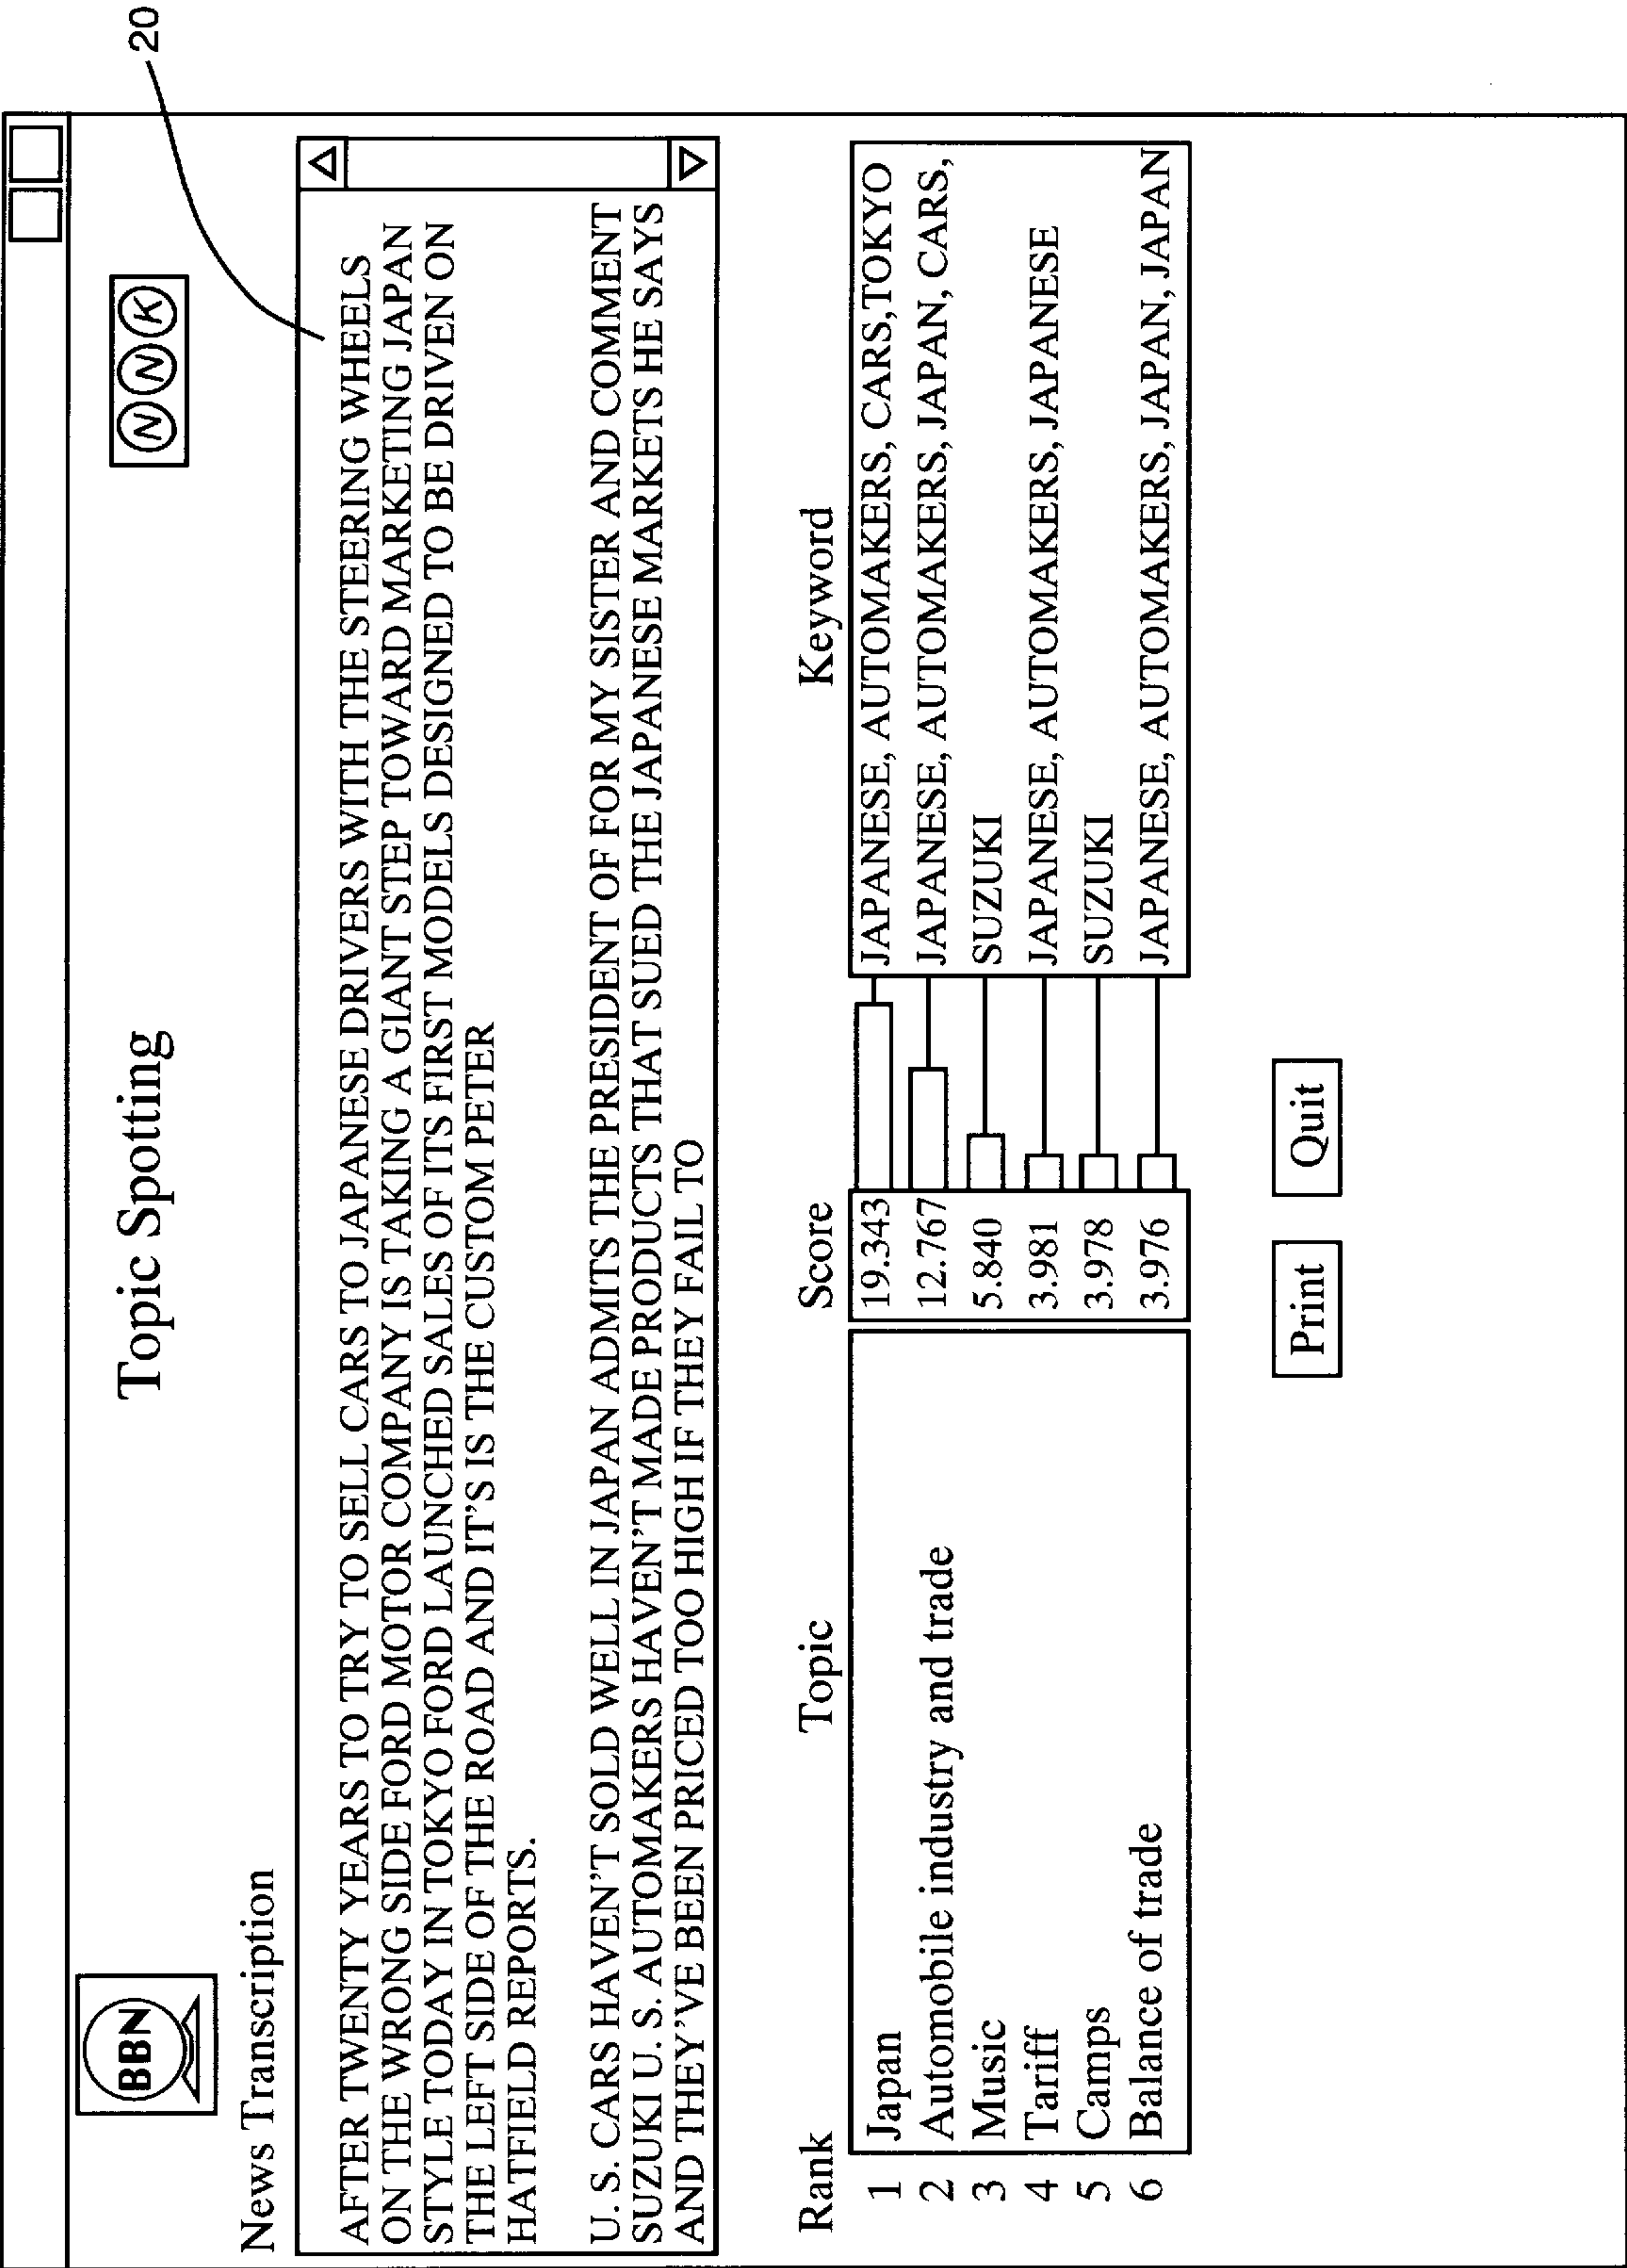 20
BBN
Topic Spotting
NNK
News Transcription
AFTER TWENTY YEARS TO TRY TO SELL CARS TO JAPANESE DRIVERS WITH THE STEERING WHEELS
ON THE WRONG SIDE FORD MOTOR COMPANY IS TAKING A GIANT STEP TOWARD MARKETING JAPAN
STYLE TODAY IN TOKYO FORD LAUNCHED SALES OF ITS FIRST MODELS DESIGNED TO BE DRIVEN ON
THE LEFT SIDE OF THE ROAD AND IT'S IS THE CUSTOM PETER
HATFIELD REPORTS.
U. S. CARS HAVEN'T SOLD WELL IN JAPAN ADMITS THE PRESIDENT OF FOR MY SISTER AND COMMENT
SUZUKI U. S. AUTOMAKERS HAVEN'T MADE PRODUCTS THAT SUED THE JAPANESE MARKETS HE SAYS
AND THEY'VE BEEN PRICED TOO HIGH IF THEY FAIL TO
Rank Topic Score Keyword
1 Japan 19.343 JAPANESE, AUTOMAKERS, CARS,TOKYO
2 Automobile industry and trade 12.767 JAPANESE, AUTOMAKERS, JAPAN, CARS,
3 Music 5.840 SUZUKI
4 Tariff 3.981 JAPANESE, AUTOMAKERS, JAPANESE
5 Camps 3.978 SUZUKI
6 Balance of trade 3.976 JAPANESE, AUTOMAKERS, JAPAN, JAPAN
Print Quit